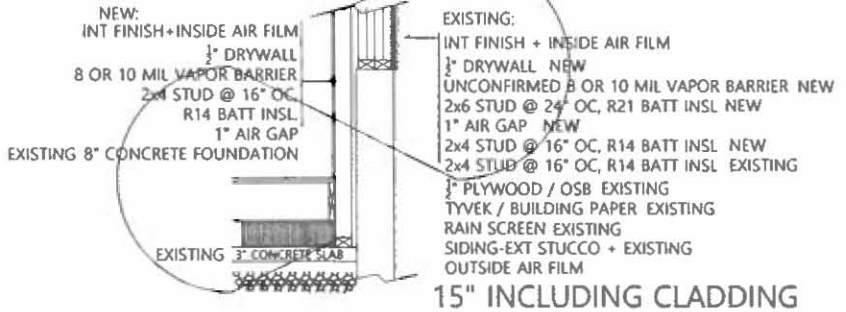 NEW:
INT FINISH+INSIDE AIR FILM
½" DRYWALL
8 OR 10 MIL VAPOR BARRIER
2x4 STUD @ 16" OC,
R14 BATT INSL
1" AIR GAP
EXISTING 8" CONCRETE FOUNDATION
EXISTING 3" CONCRETE SLAB
EXISTING:
INT FINISH + INSIDE AIR FILM
½" DRYWALL NEW
UNCONFIRMED 8 OR 10 MIL VAPOR BARRIER NEW
2x6 STUD @ 24" OC, R21 BATT INSL NEW
1" AIR GAP NEW
2x4 STUD @ 16" OC, R14 BATT INSL NEW
2x4 STUD @ 16" OC, R14 BATT INSL EXISTING
½" PLYWOOD / OSB EXISTING
TYVEK / BUILDING PAPER EXISTING
RAIN SCREEN EXISTING
SIDING-EXT STUCCO + EXISTING
OUTSIDE AIR FILM
15" INCLUDING CLADDING